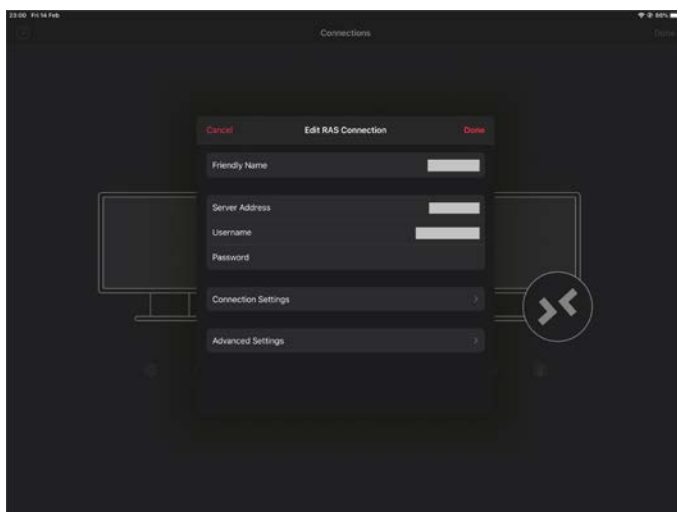 23:00 Fri 14 Feb
Connections
Done
Cancel
Edit RAS Connection
Done
Friendly Name
Server Address
Username
Password
Connection Settings
Advanced Settings